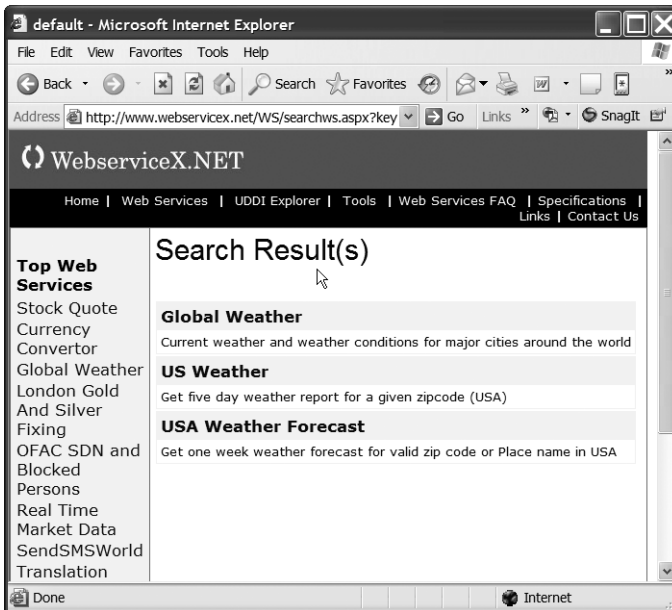 default - Microsoft Internet Explorer
File Edit View Favorites Tools Help
Back Search Favorites
Address http://www.webservicex.net/WS/searchws.aspx?key Go Links » SnagIt
WebserviceX.NET
Home | Web Services | UDDI Explorer | Tools | Web Services FAQ | Specifications |
Links | Contact Us
Top Web
Services
Stock Quote
Currency
Convertor
Global Weather
London Gold
And Silver
Fixing
OFAC SDN and
Blocked
Persons
Real Time
Market Data
SendSMSWorld
Translation
Search Result(s)
Global Weather
Current weather and weather conditions for major cities around the world
US Weather
Get five day weather report for a given zipcode (USA)
USA Weather Forecast
Get one week weather forecast for valid zip code or Place name in USA
Done Internet